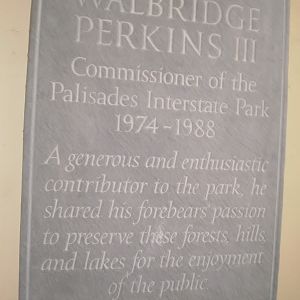 WALBRIDGE
PERKINS III
Commissioner of the
Palisades Interstate Park
1974-1988
A generous and enthusiastic
contributor to the park, he
shared his forebears' passion
to preserve these forests, hills,
and lakes for the enjoyment
of the public.